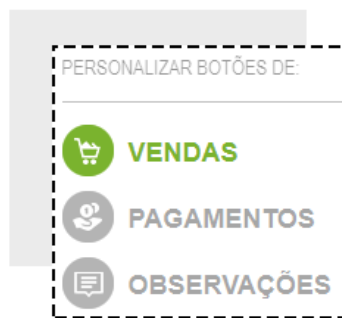 PERSONALIZAR BOTÕES DE:
VENDAS
PAGAMENTOS
OBSERVAÇÕES